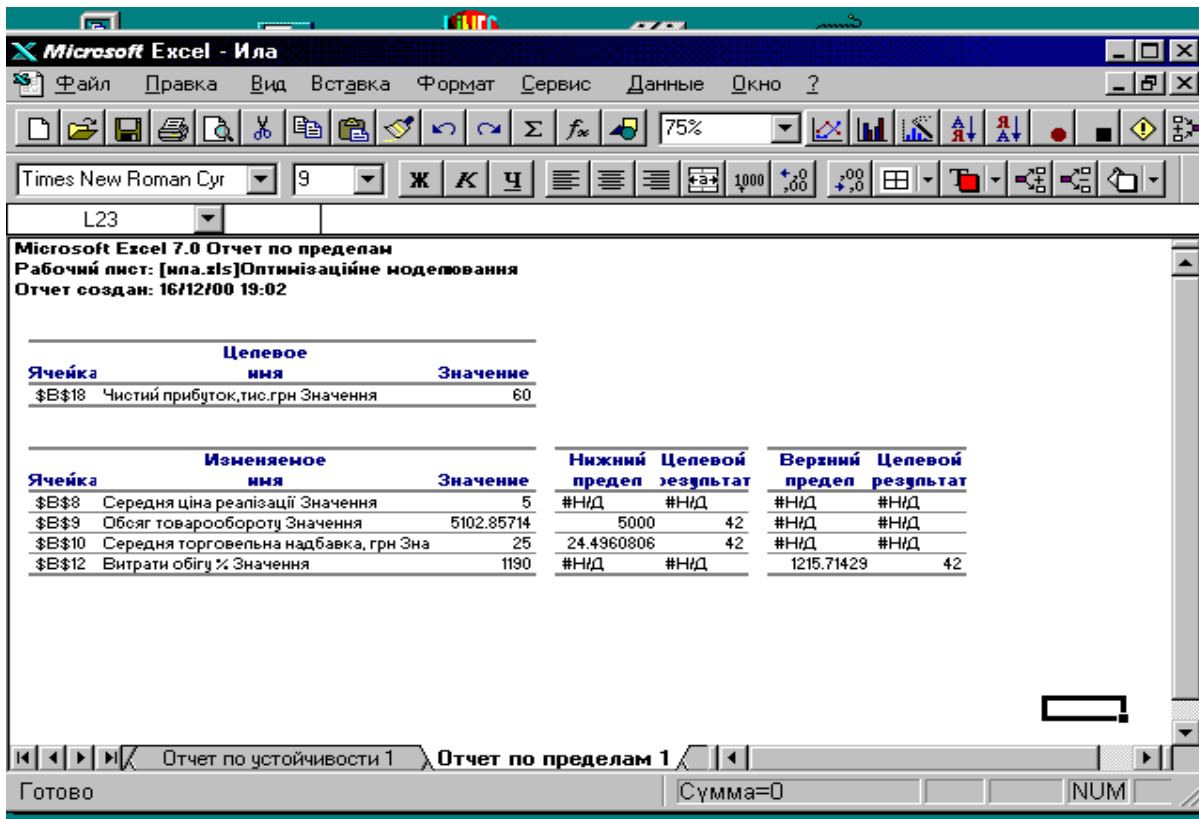 Microsoft Excel - Ила
Файл Правка Вид Вставка Формат Сервис Данные Окно ?
75%
Times New Roman Cyr 9 Ж К Ч
L23
Microsoft Excel 7.0 Отчет по пределам
Рабочий лист: [ила.xls]Оптимізаційне моделювання
Отчет создан: 16/12/00 19:02
Целевое
Ячейка имя Значение
$B$18 Чистий прибуток,тис.грн Значення 60
Изменяемое Нижний Целевой Верхний Целевой
Ячейка имя Значение предел результат предел результат
$B$8 Середня ціна реалізації Значення 5 #Н/Д #Н/Д #Н/Д #Н/Д
$B$9 Обсяг товарообороту Значення 5102.85714 5000 42 #Н/Д #Н/Д
$B$10 Середня торговельна надбавка, грн Зна 25 24.4960806 42 #Н/Д #Н/Д
$B$12 Витрати обігу % Значення 1190 #Н/Д #Н/Д 1215.71429 42
Отчет по устойчивости 1 Отчет по пределам 1
Готово Сумма=0 NUM